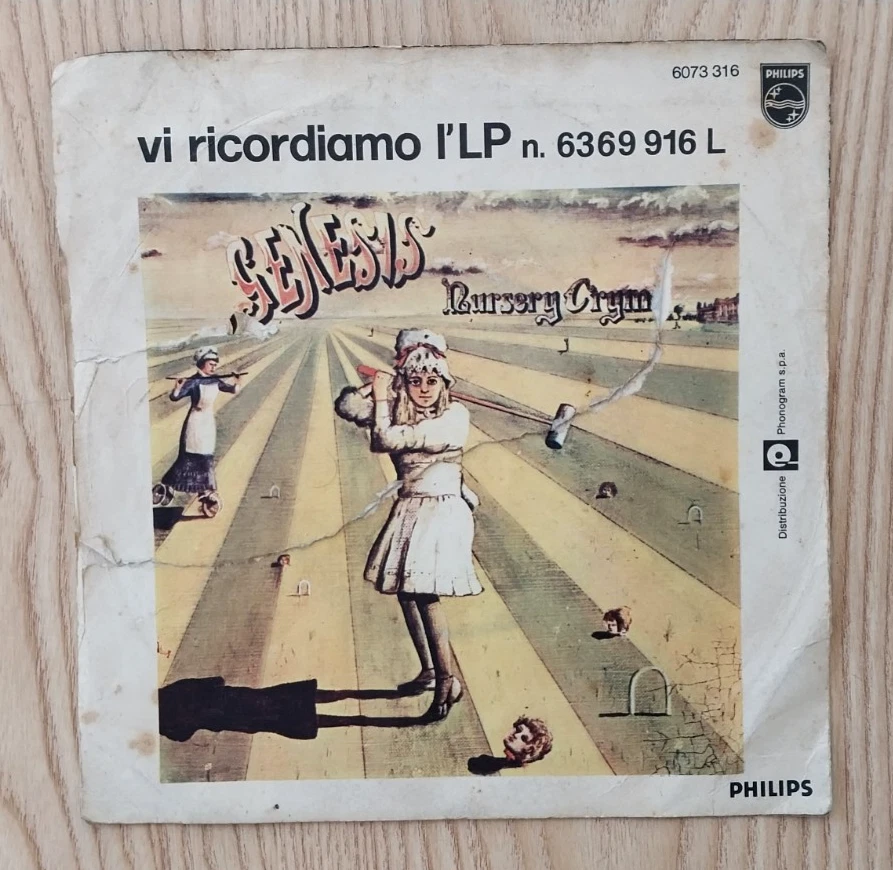 6073 316
PHILIPS
vi ricordiamo l'LP n. 6369 916 L
GENESIS
Nursery Cryme
Distribuzione Phonogram s.p.a.
PHILIPS